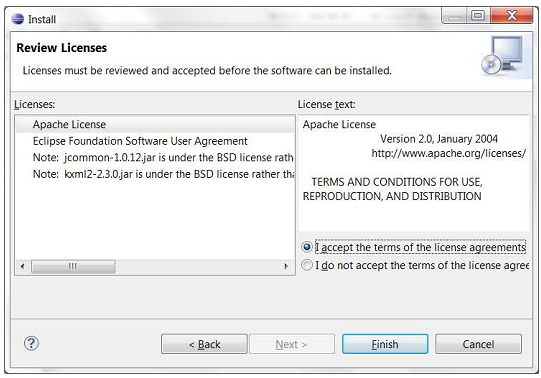 Install
Review Licenses
Licenses must be reviewed and accepted before the software can be installed.
Licenses:
Apache License
Eclipse Foundation Software User Agreement
Note: jcommon-1.0.12.jar is under the BSD license rath
Note: kxml2-2.3.0.jar is under the BSD license rather tha
License text:
Apache License
Version 2.0, January 2004
http://www.apache.org/licenses/
TERMS AND CONDITIONS FOR USE,
REPRODUCTION, AND DISTRIBUTION
I accept the terms of the license agreements
I do not accept the terms of the license agree
?
< Back
Next >
Finish
Cancel